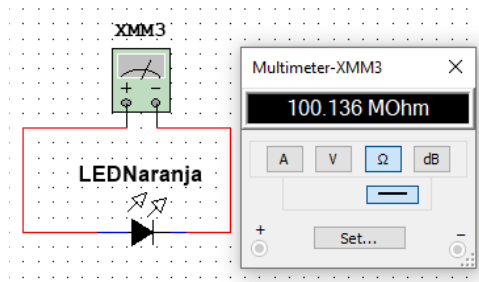 XMM3
+ −
LEDNaranja
Multimeter-XMM3 ×
100.136 MOhm
A V Ω dB
+ Set... −